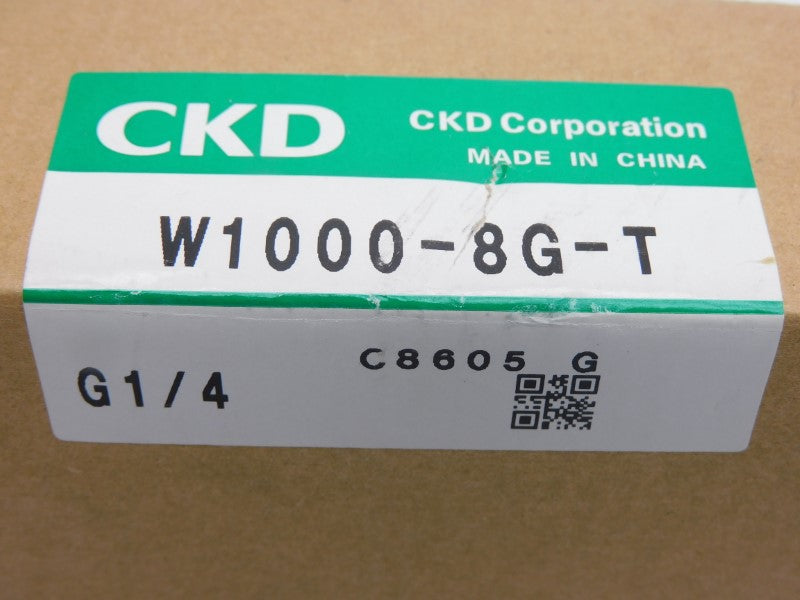 CKD
CKD Corporation
MADE IN CHINA
W1000-8G-T
C8605 G
G1/4